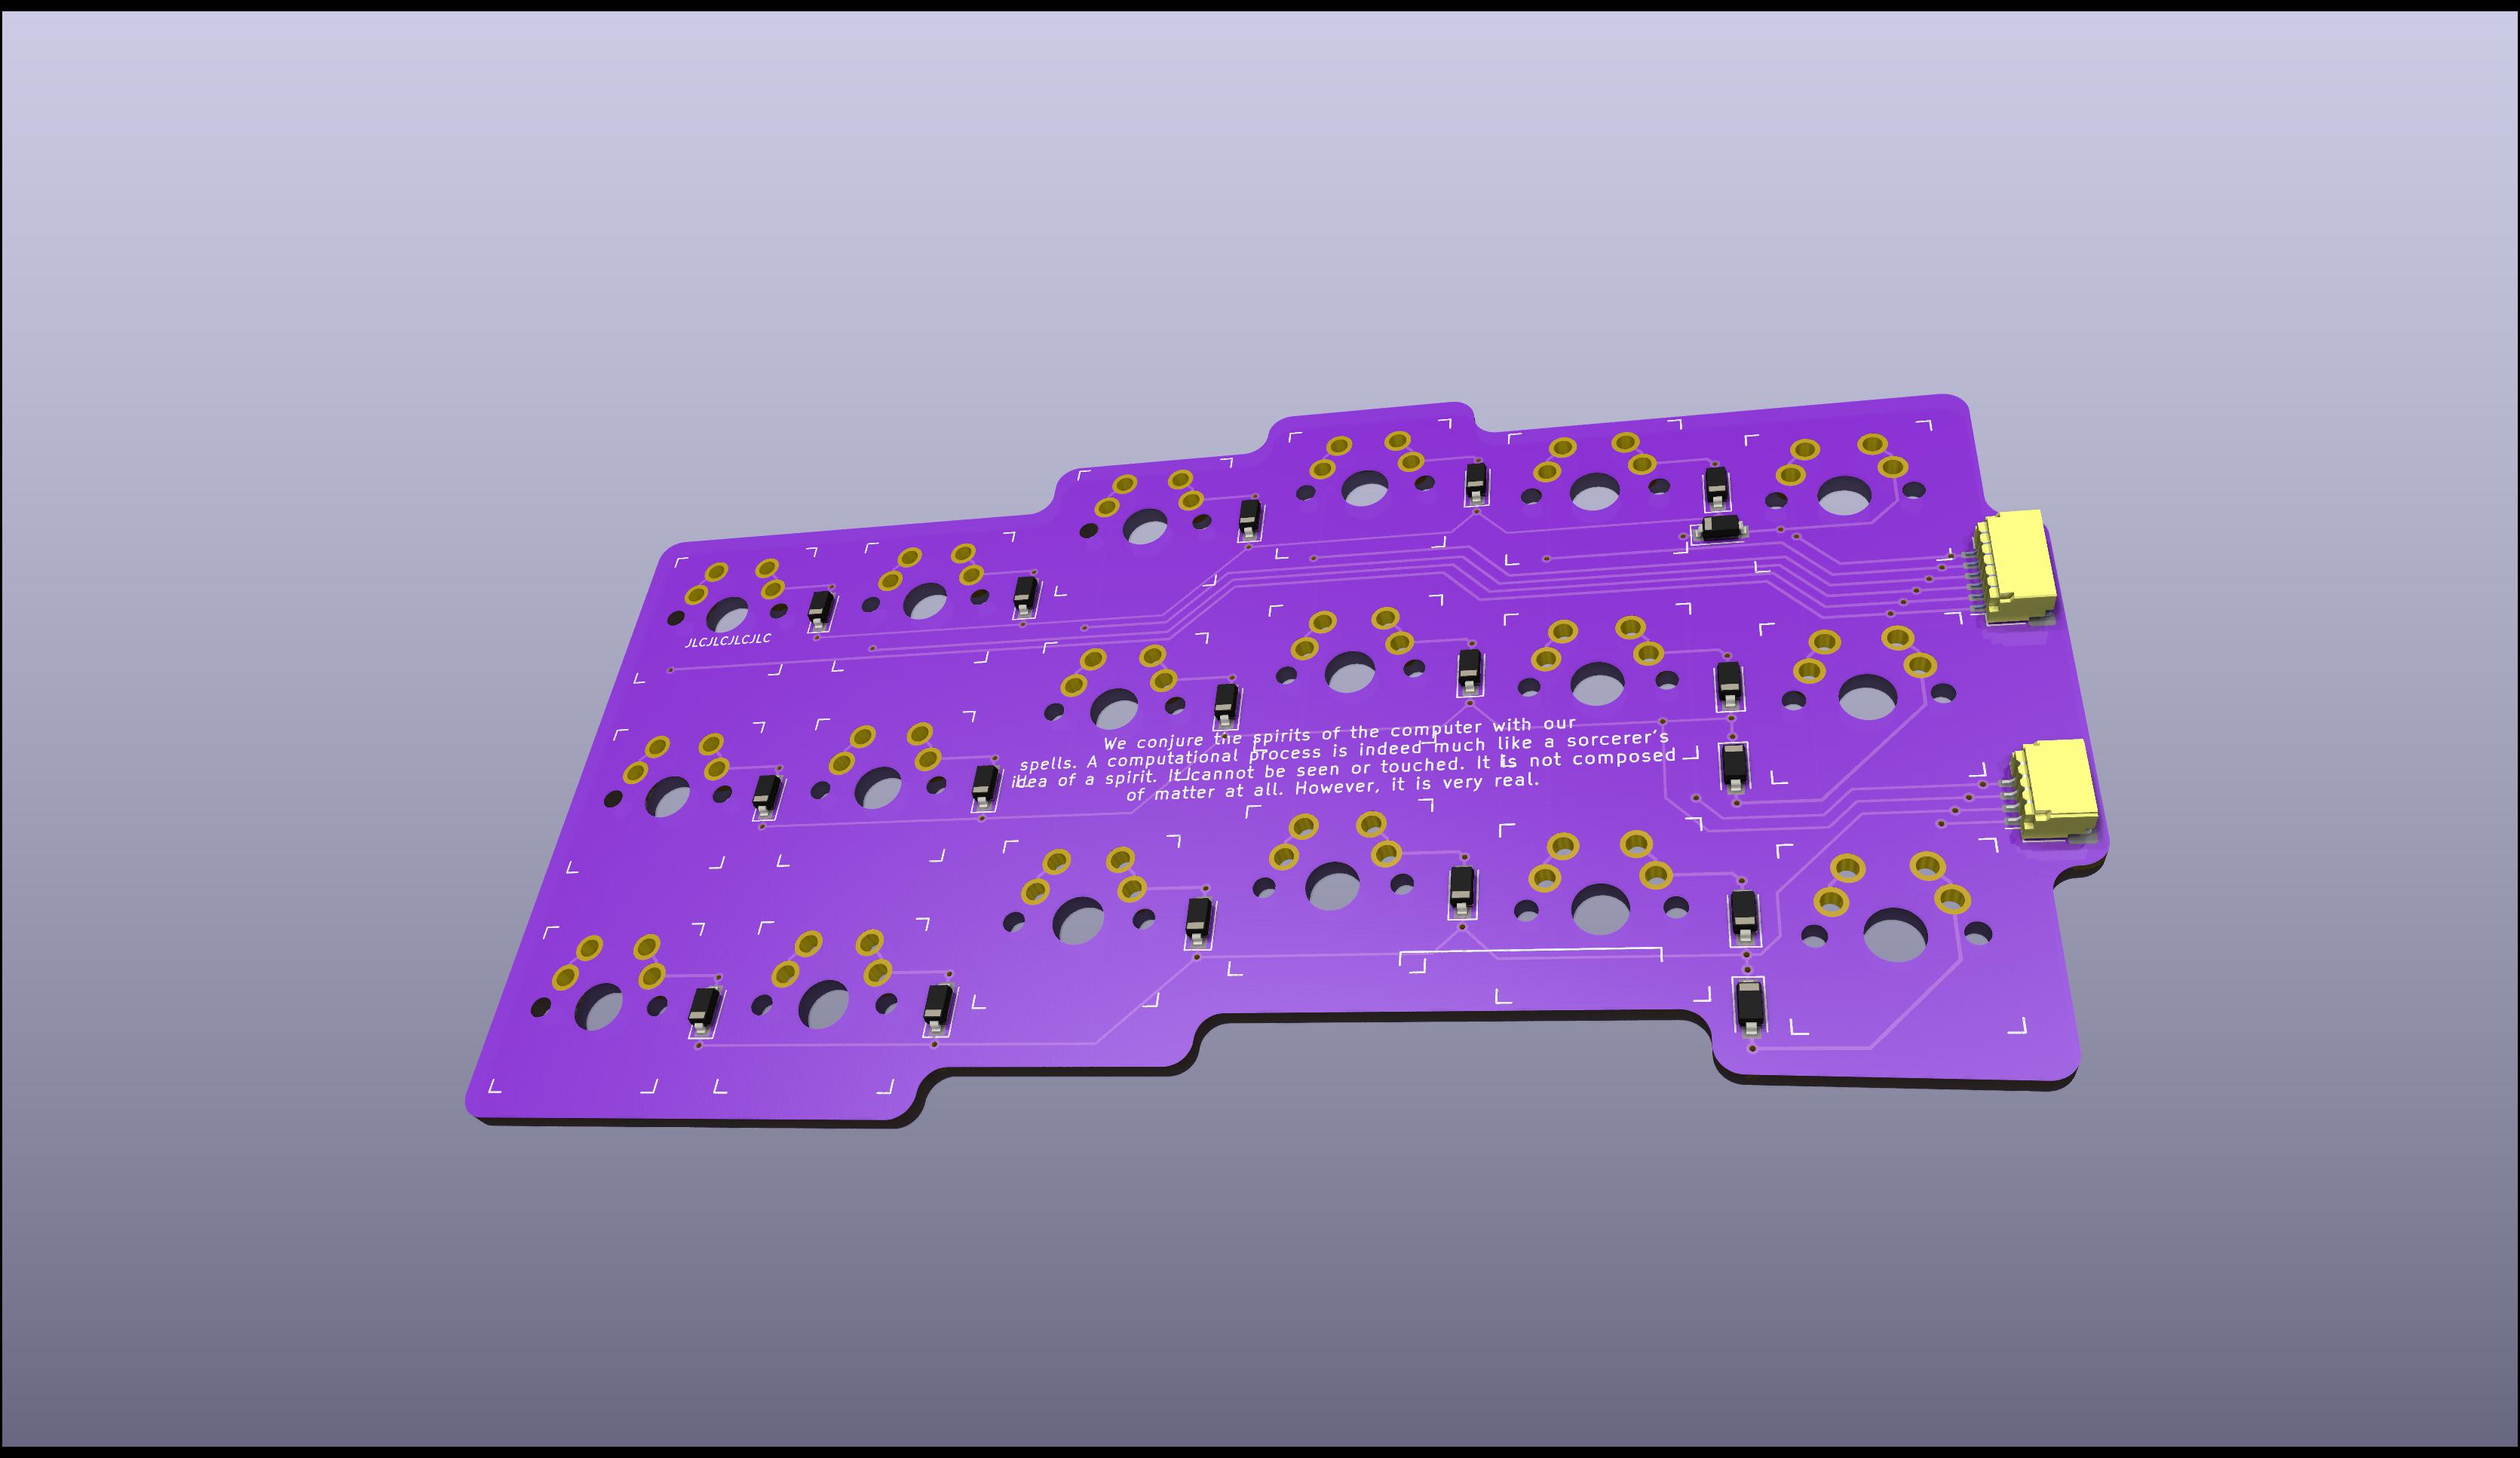 JLCJLCJLCJLC
We conjure the spirits of the computer with our
spells. A computational process is indeed much like a sorcerer's
idea of a spirit. It cannot be seen or touched. It is not composed
of matter at all. However, it is very real.